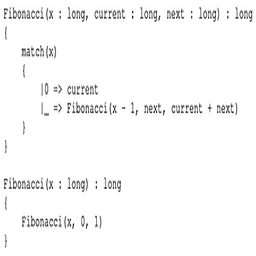 Fibonacci(x : long, current : long, next : long) : long
{
    match(x)
    {
        |0 => current
        |_ => Fibonacci(x - 1, next, current + next)
    }
}

Fibonacci(x : long) : long
{
    Fibonacci(x, 0, 1)
}